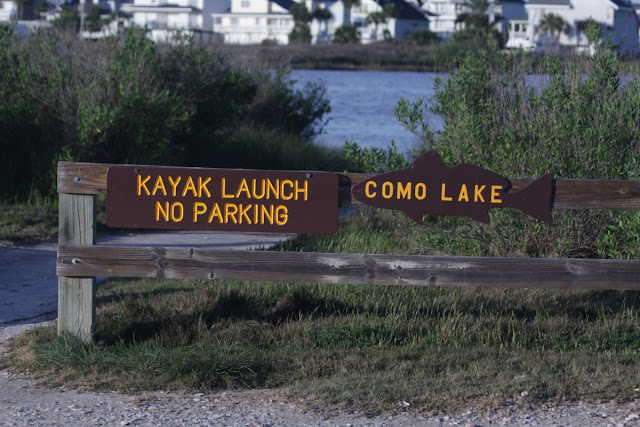 KAYAK LAUNCH
NO PARKING
COMO LAKE